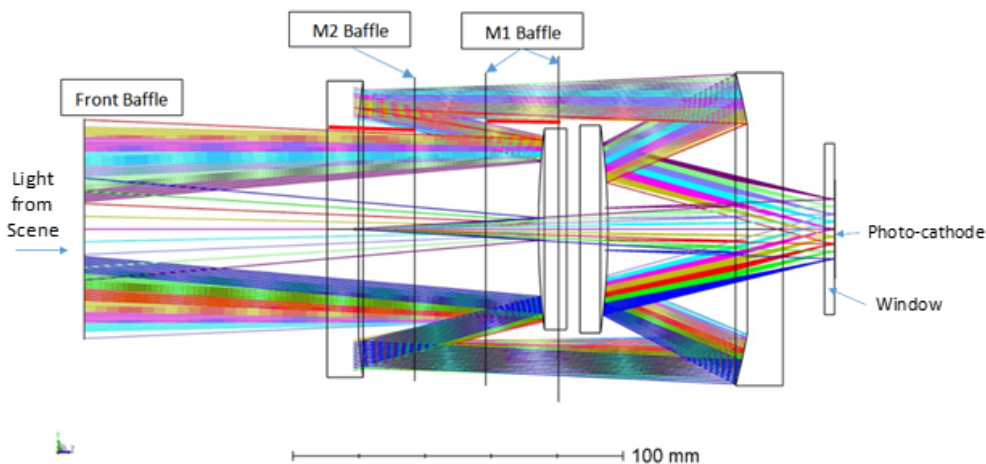 M2 Baffle
M1 Baffle
Front Baffle
Light
from
Scene
Photo-cathode
Window
100 mm